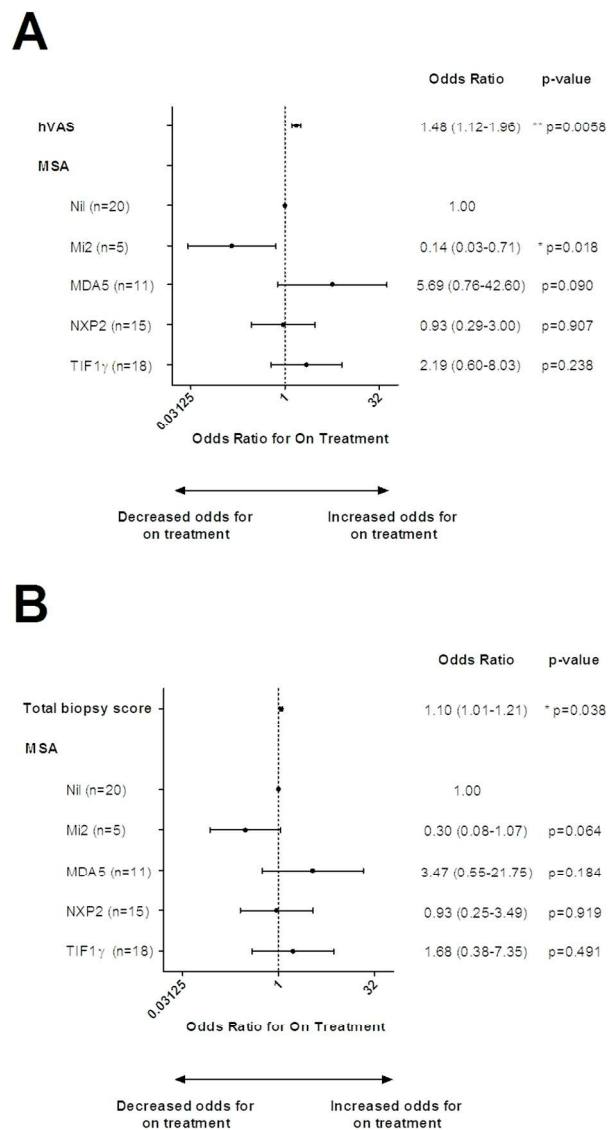 A
Odds Ratio p-value
hVAS 1.48 (1.12-1.96) ** p=0.0058
MSA
Nil (n=20) 1.00
Mi2 (n=5) 0.14 (0.03-0.71) * p=0.018
MDA5 (n=11) 5.69 (0.76-42.60) p=0.090
NXP2 (n=15) 0.93 (0.29-3.00) p=0.907
TIF1γ (n=18) 2.19 (0.60-8.03) p=0.238
0.03125 1 32
Odds Ratio for On Treatment
Decreased odds for Increased odds for
on treatment on treatment
B
Odds Ratio p-value
Total biopsy score 1.10 (1.01-1.21) * p=0.038
MSA
Nil (n=20) 1.00
Mi2 (n=5) 0.30 (0.08-1.07) p=0.064
MDA5 (n=11) 3.47 (0.55-21.75) p=0.184
NXP2 (n=15) 0.93 (0.25-3.49) p=0.919
TIF1γ (n=18) 1.68 (0.38-7.35) p=0.491
0.03125 1 32
Odds Ratio for On Treatment
Decreased odds for Increased odds for
on treatment on treatment